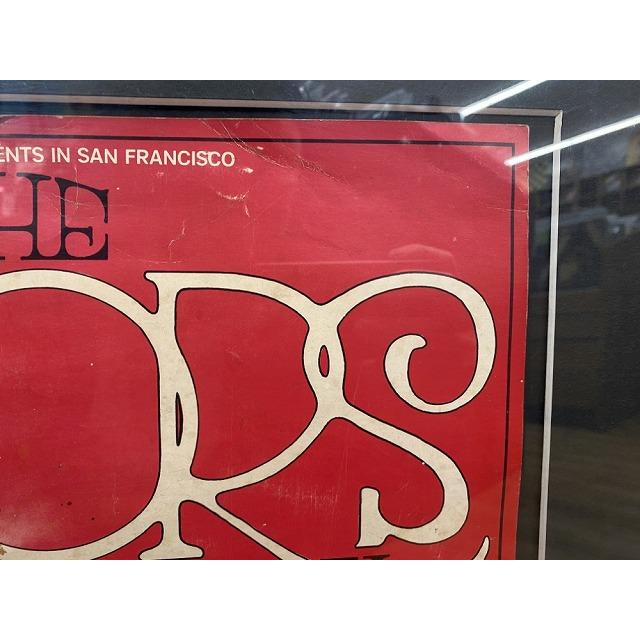 ENTS IN SAN FRANCISCO
HE
ORS